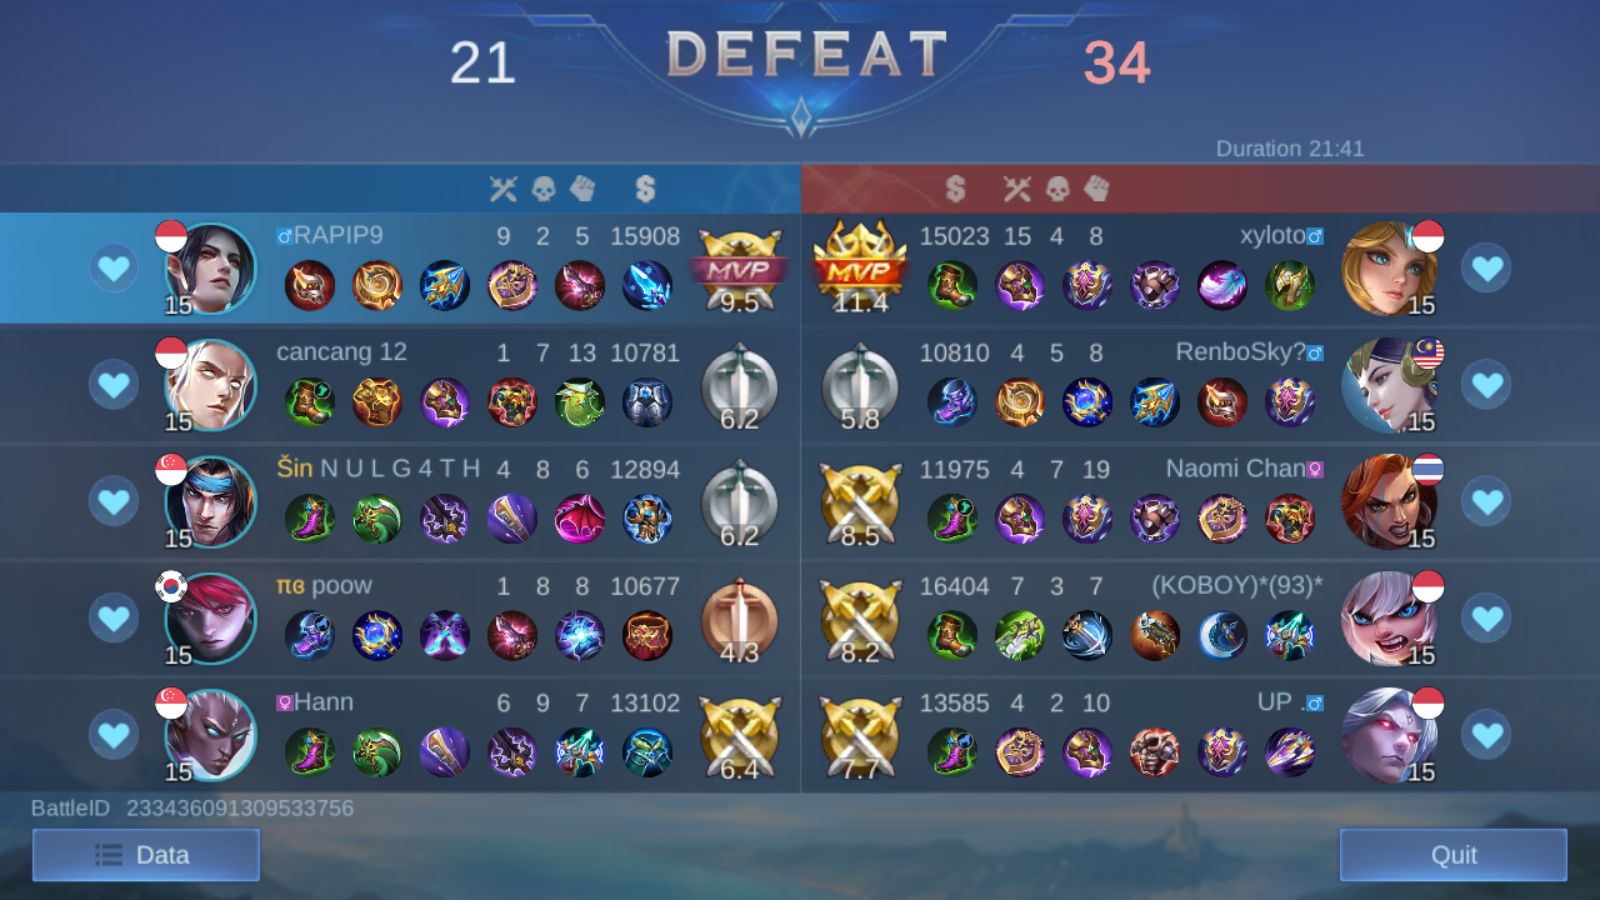 21 DEFEAT 34
Duration 21:41
RAPIP9 9 2 5 15908 MVP 9.5
15
MVP 11.4 15023 15 4 8 xyloto
15
cancang 12 1 7 13 10781 6.2
15
5.8 10810 4 5 8 RenboSky?
15
Šin N U L G 4 T H 4 8 6 12894 6.2
15
8.5 11975 4 7 19 Naomi Chan
15
πɞ poow 1 8 8 10677 4.3
15
8.2 16404 7 3 7 (KOBOY)*(93)*
15
Hann 6 9 7 13102 6.4
15
7.7 13585 4 2 10 UP .
15
BattleID 233436091309533756
Data
Quit